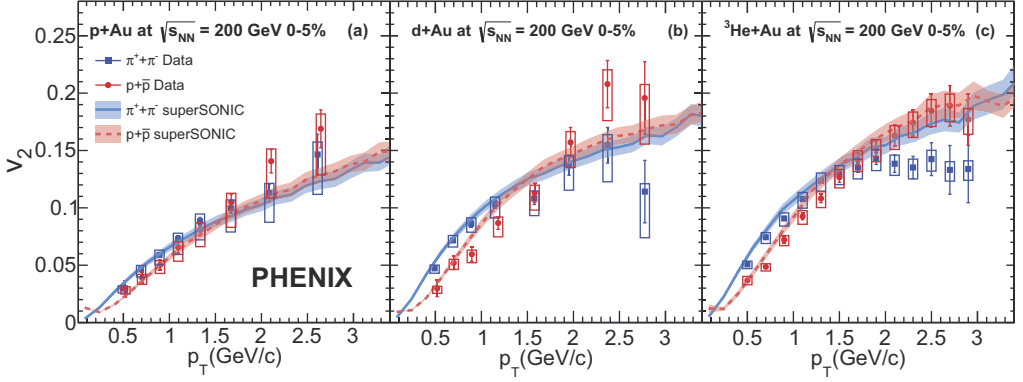 p+Au at √s_NN = 200 GeV 0-5% (a)
d+Au at √s_NN = 200 GeV 0-5% (b)
³He+Au at √s_NN = 200 GeV 0-5% (c)
π⁺+π⁻ Data
p+p̅ Data
π⁺+π⁻ superSONIC
p+p̅ superSONIC
PHENIX
v₂
0.25
0.2
0.15
0.1
0.05
0
0.5 1 1.5 2 2.5 3
0.5 1 1.5 2 2.5 3
0.5 1 1.5 2 2.5 3
p_T(GeV/c)
p_T(GeV/c)
p_T(GeV/c)